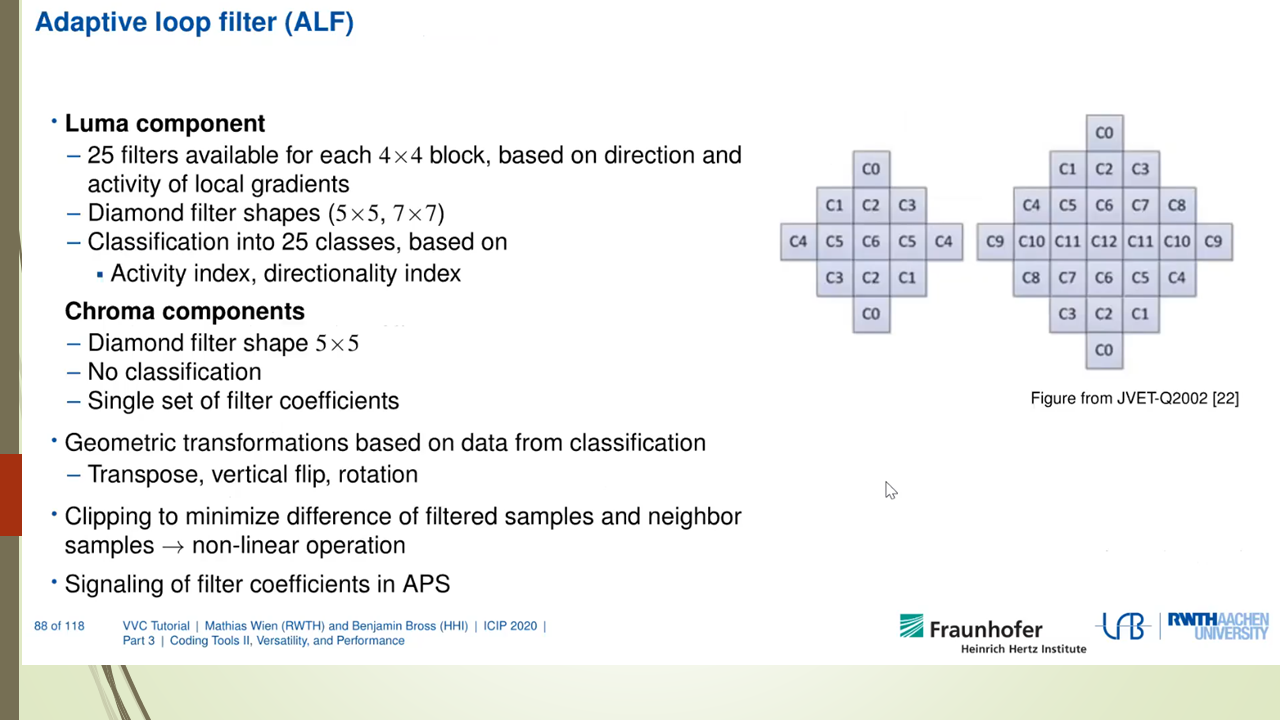 Adaptive loop filter (ALF)
• Luma component
– 25 filters available for each 4×4 block, based on direction and
activity of local gradients
– Diamond filter shapes (5×5, 7×7)
– Classification into 25 classes, based on
▪ Activity index, directionality index
Chroma components
– Diamond filter shape 5×5
– No classification
– Single set of filter coefficients
• Geometric transformations based on data from classification
– Transpose, vertical flip, rotation
• Clipping to minimize difference of filtered samples and neighbor
samples → non-linear operation
• Signaling of filter coefficients in APS
C0
C1 C2 C3
C4 C5 C6 C5 C4
C3 C2 C1
C0
C0
C1 C2 C3
C4 C5 C6 C7 C8
C9 C10 C11 C12 C11 C10 C9
C8 C7 C6 C5 C4
C3 C2 C1
C0
Figure from JVET-Q2002 [22]
88 of 118
VVC Tutorial | Mathias Wien (RWTH) and Benjamin Bross (HHI) | ICIP 2020 |
Part 3 | Coding Tools II, Versatility, and Performance
Fraunhofer
Heinrich Hertz Institute
RWTH AACHEN
UNIVERSITY